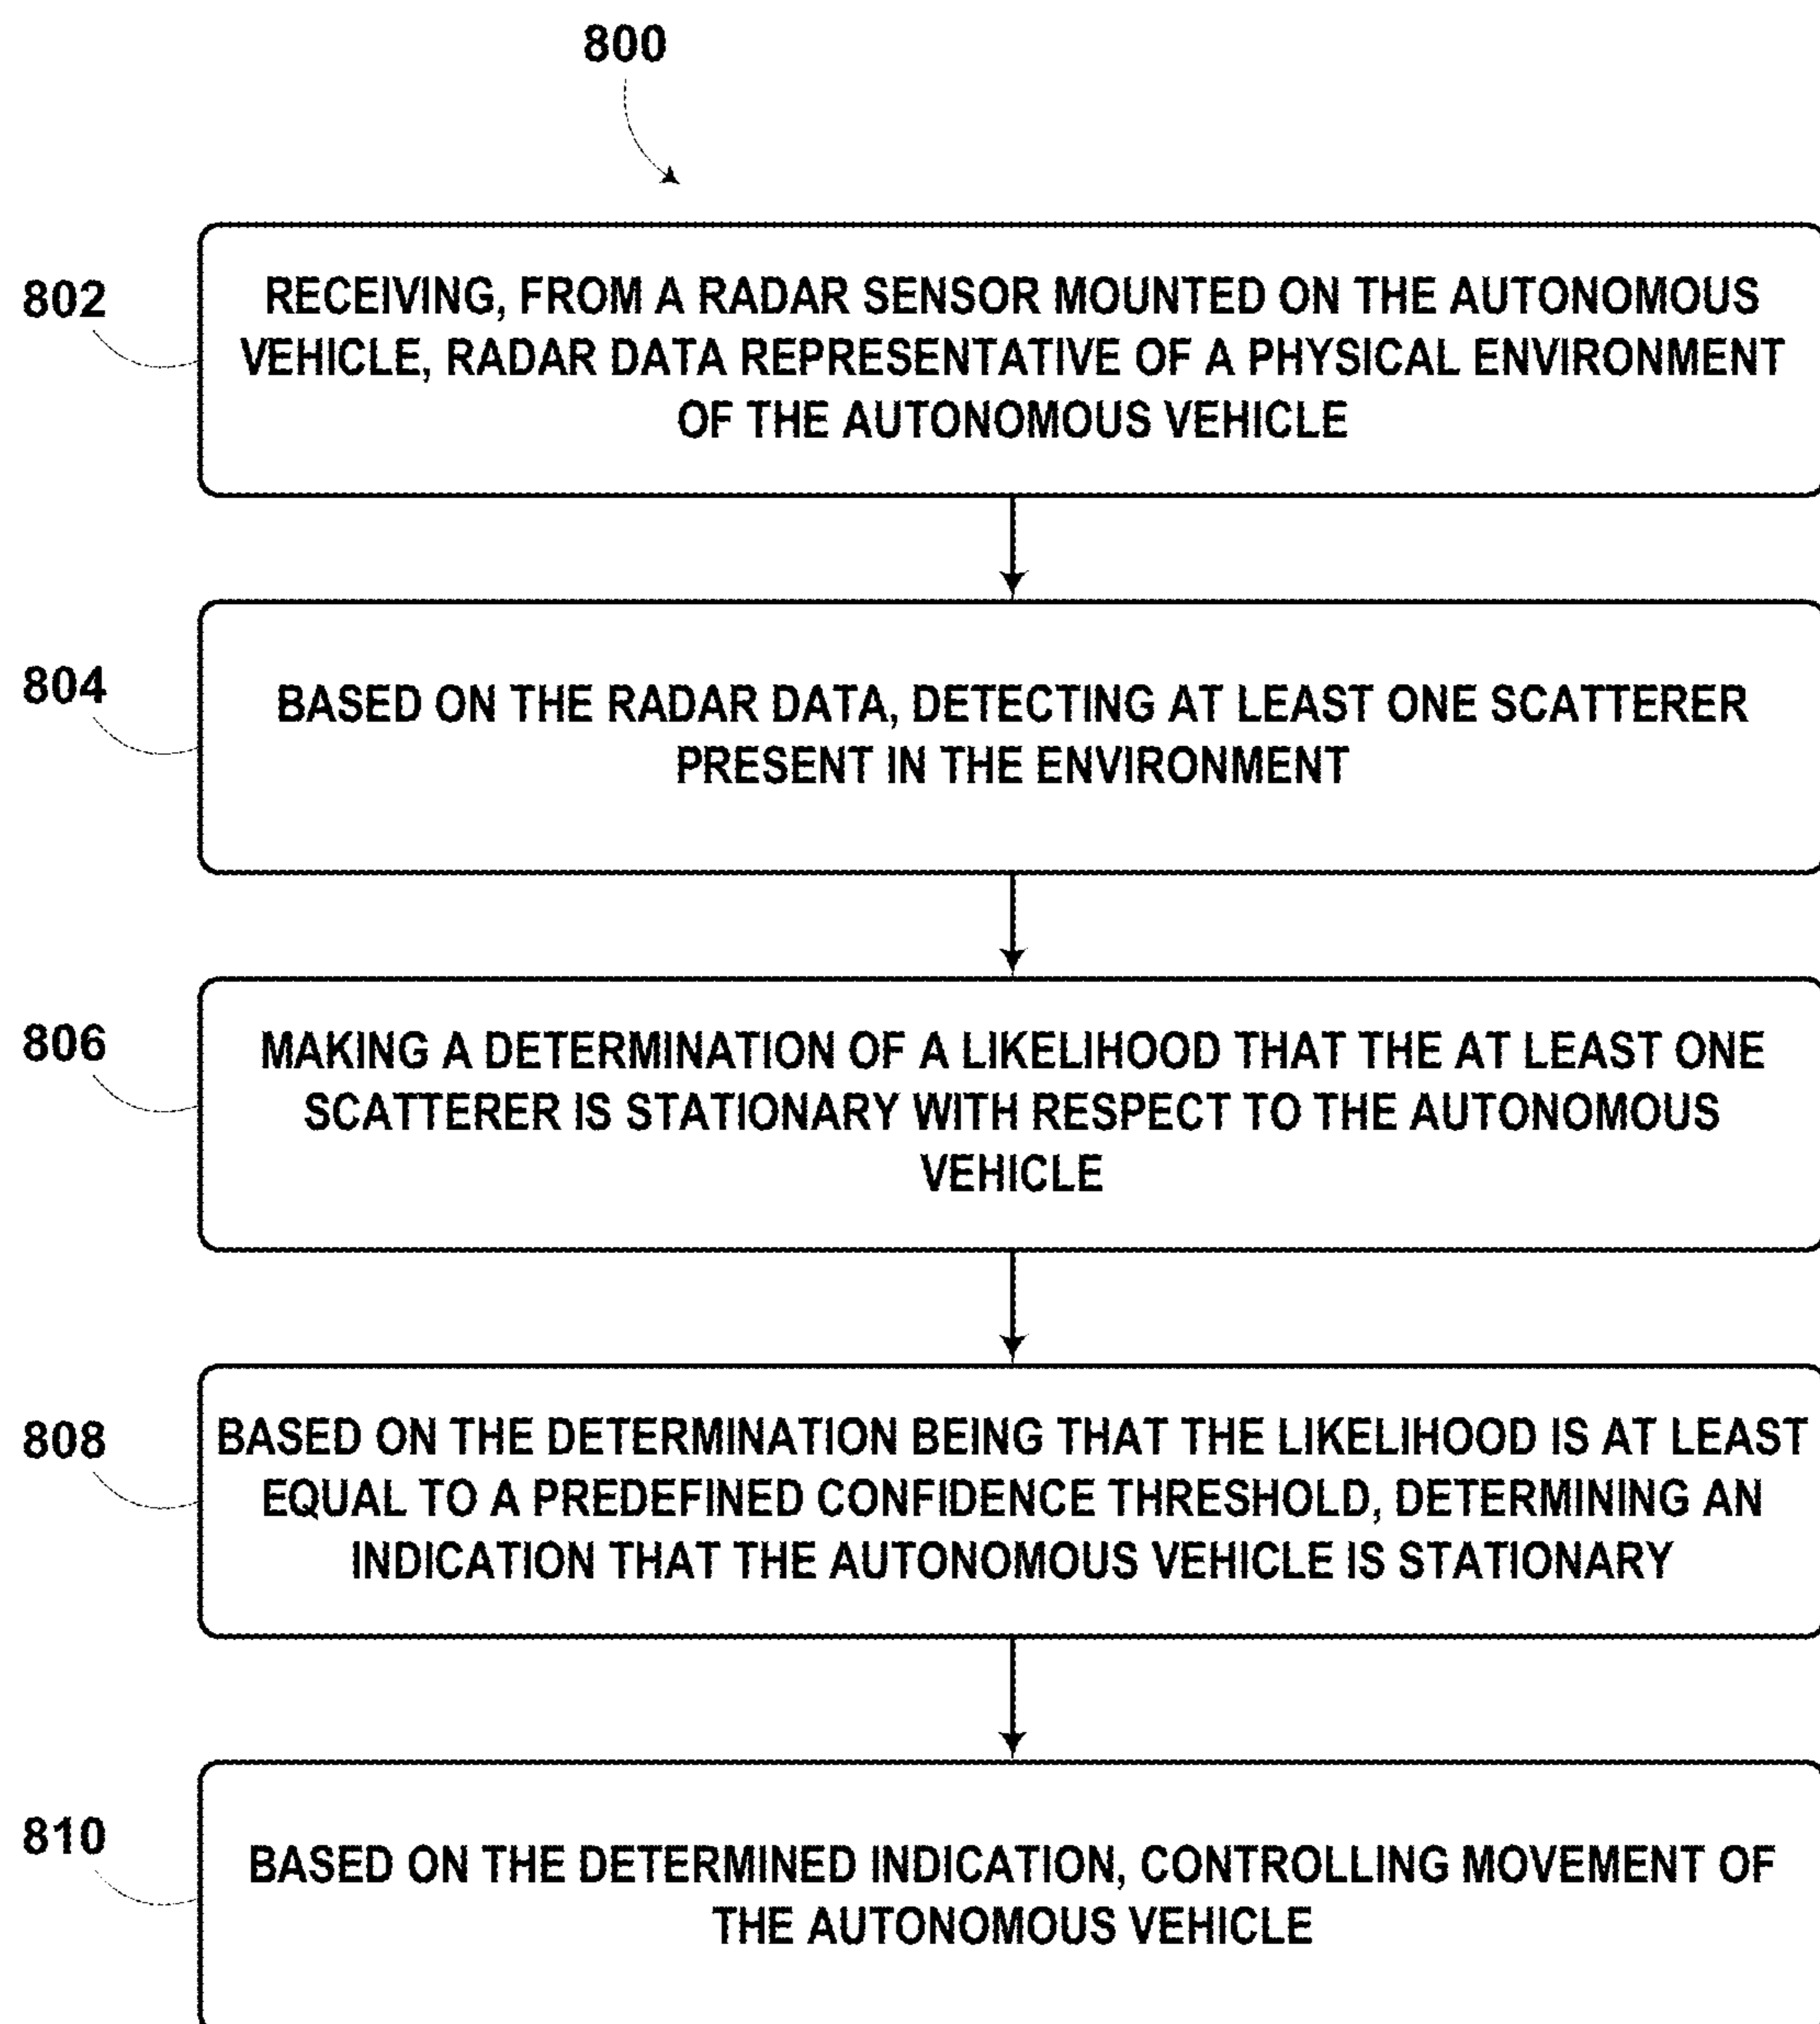 800
802
RECEIVING, FROM A RADAR SENSOR MOUNTED ON THE AUTONOMOUS
VEHICLE, RADAR DATA REPRESENTATIVE OF A PHYSICAL ENVIRONMENT
OF THE AUTONOMOUS VEHICLE
804
BASED ON THE RADAR DATA, DETECTING AT LEAST ONE SCATTERER
PRESENT IN THE ENVIRONMENT
806
MAKING A DETERMINATION OF A LIKELIHOOD THAT THE AT LEAST ONE
SCATTERER IS STATIONARY WITH RESPECT TO THE AUTONOMOUS
VEHICLE
808
BASED ON THE DETERMINATION BEING THAT THE LIKELIHOOD IS AT LEAST
EQUAL TO A PREDEFINED CONFIDENCE THRESHOLD, DETERMINING AN
INDICATION THAT THE AUTONOMOUS VEHICLE IS STATIONARY
810
BASED ON THE DETERMINED INDICATION, CONTROLLING MOVEMENT OF
THE AUTONOMOUS VEHICLE